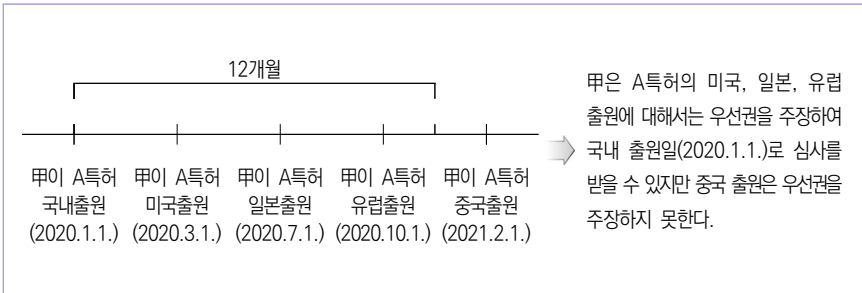 12개월
甲이 A특허 甲이 A특허 甲이 A특허 甲이 A특허 甲이 A특허
국내출원 미국출원 일본출원 유럽출원 중국출원
(2020.1.1.) (2020.3.1.) (2020.7.1.) (2020.10.1.) (2021.2.1.)
甲은 A특허의 미국, 일본, 유럽
출원에 대해서는 우선권을 주장하여
국내 출원일(2020.1.1.)로 심사를
받을 수 있지만 중국 출원은 우선권을
주장하지 못한다.